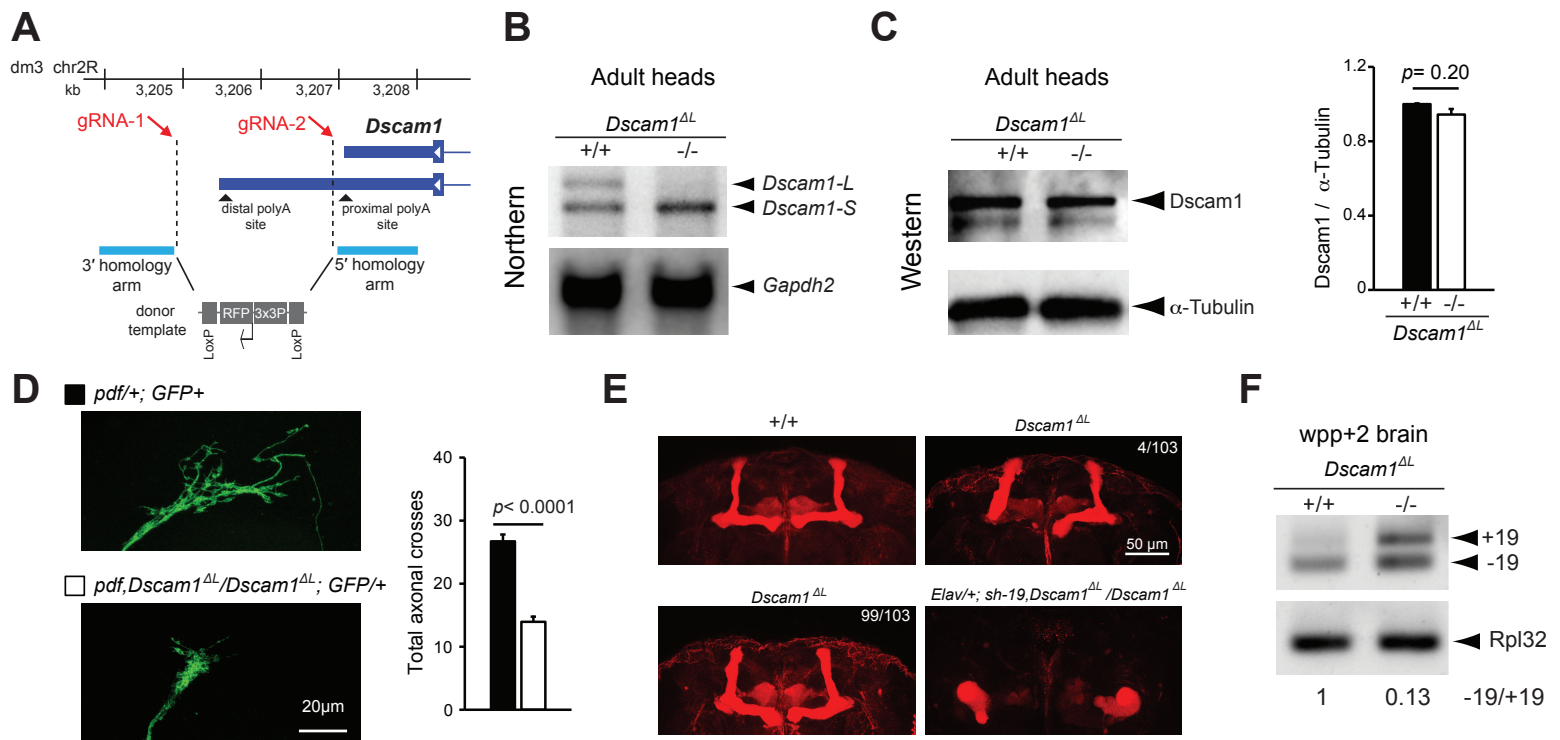 A
dm3 chr2R
kb 3,205 3,206 3,207 3,208
gRNA-1
gRNA-2
Dscam1
distal polyA
site
proximal polyA
site
3′ homology
arm
5′ homology
arm
donor
template
RFP 3x3P
LoxP
LoxP
B
Adult heads
Dscam1ΔL
+/+ -/-
Northern
Dscam1-L
Dscam1-S
Gapdh2
C
Adult heads
Dscam1ΔL
+/+ -/-
Western
Dscam1
α-Tubulin
Dscam1 / α-Tubulin
1.2
0.8
0.4
0
p= 0.20
+/+ -/-
Dscam1ΔL
D
pdf/+; GFP+
pdf,Dscam1ΔL/Dscam1ΔL; GFP/+
20μm
Total axonal crosses
40
30
20
10
0
p< 0.0001
E
+/+
Dscam1ΔL
4/103
50 μm
Dscam1ΔL
99/103
Elav/+; sh-19,Dscam1ΔL/Dscam1ΔL
F
wpp+2 brain
Dscam1ΔL
+/+ -/-
+19
-19
Rpl32
1 0.13 -19/+19